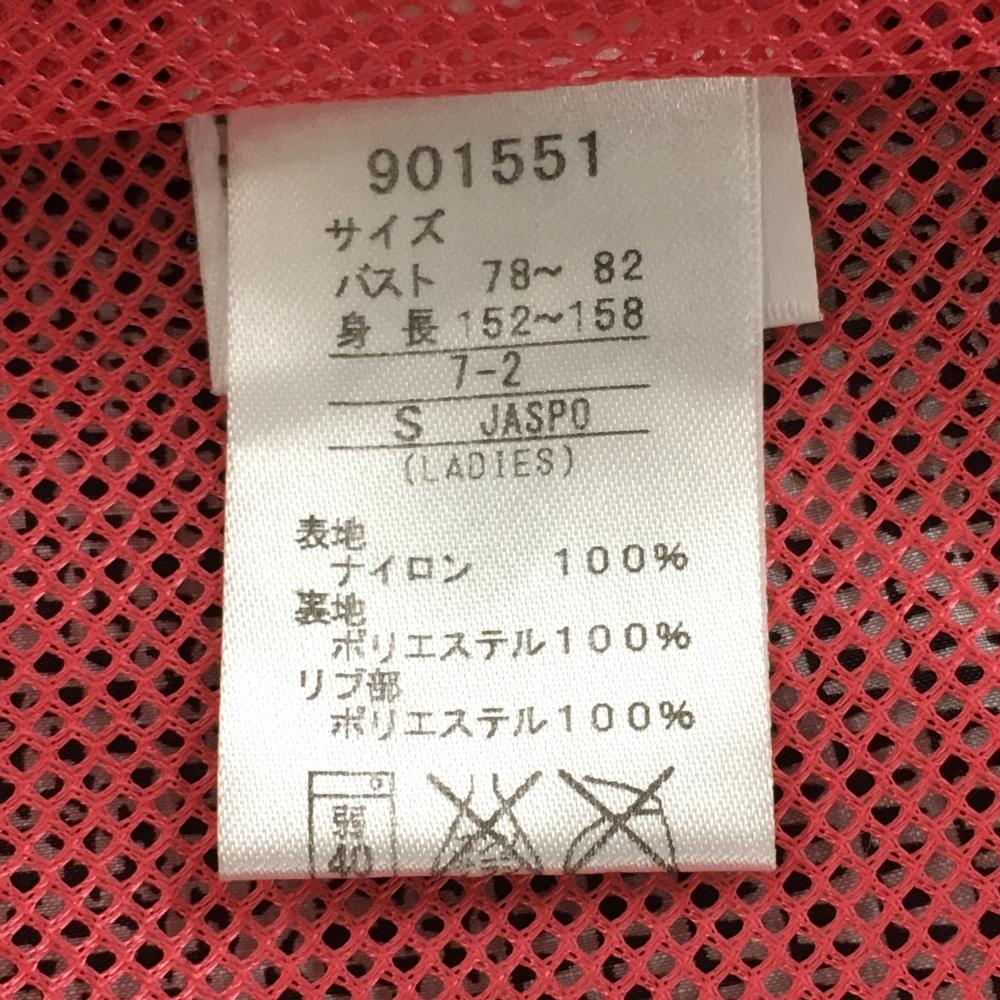 901551
サイズ
バスト 78~ 82
身 長 152~158
7-2
S JASPO
(LADIES)
表地
ナイロン 100%
裏地
ポリエステル100%
リブ部
ポリエステル100%
弱
40